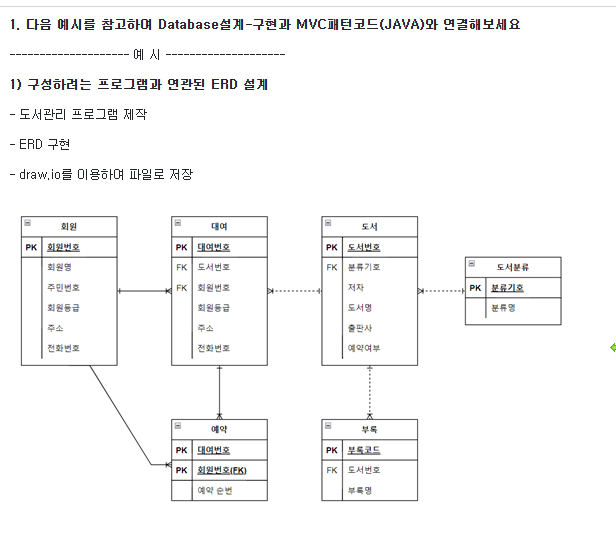 1. 다음 예시를 참고하여 Database설계-구현과 MVC패턴코드(JAVA)와 연결해보세요
-------------------- 예 시 --------------------
1) 구성하려는 프로그램과 연관된 ERD 설계
- 도서관리 프로그램 제작
- ERD 구현
- draw.io를 이용하여 파일로 저장
회원
PK 회원번호
회원명
주민번호
회원등급
주소
전화번호
대여
PK 대여번호
FK 도서번호
FK 회원번호
회원등급
주소
전화번호
도서
PK 도서번호
FK 분류기호
저자
도서명
출판사
예약여부
도서분류
PK 분류기호
분류명
예약
PK 대여번호
PK 회원번호(FK)
예약 순번
부록
PK 부록코드
FK 도서번호
부록명